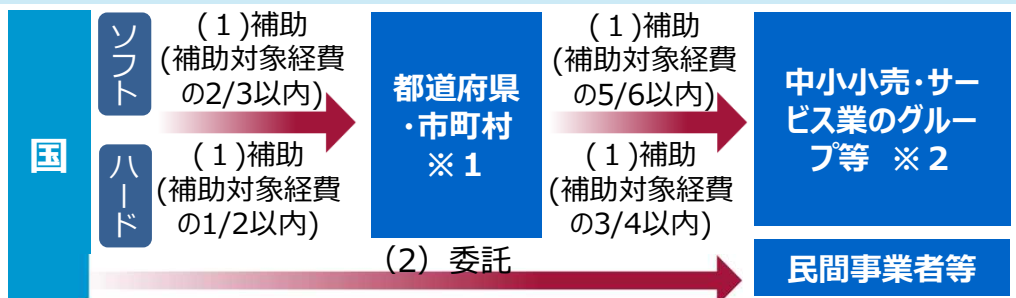 国
ソフト
(１)補助
(補助対象経費
の2/3以内)
ハード
(１)補助
(補助対象経費
の1/2以内)
都道府県
・市町村
※１
(１)補助
(補助対象経費
の5/6以内)
(１)補助
(補助対象経費
の3/4以内)
中小小売・サー
ビス業のグルー
プ等　※２
（2）委託
民間事業者等